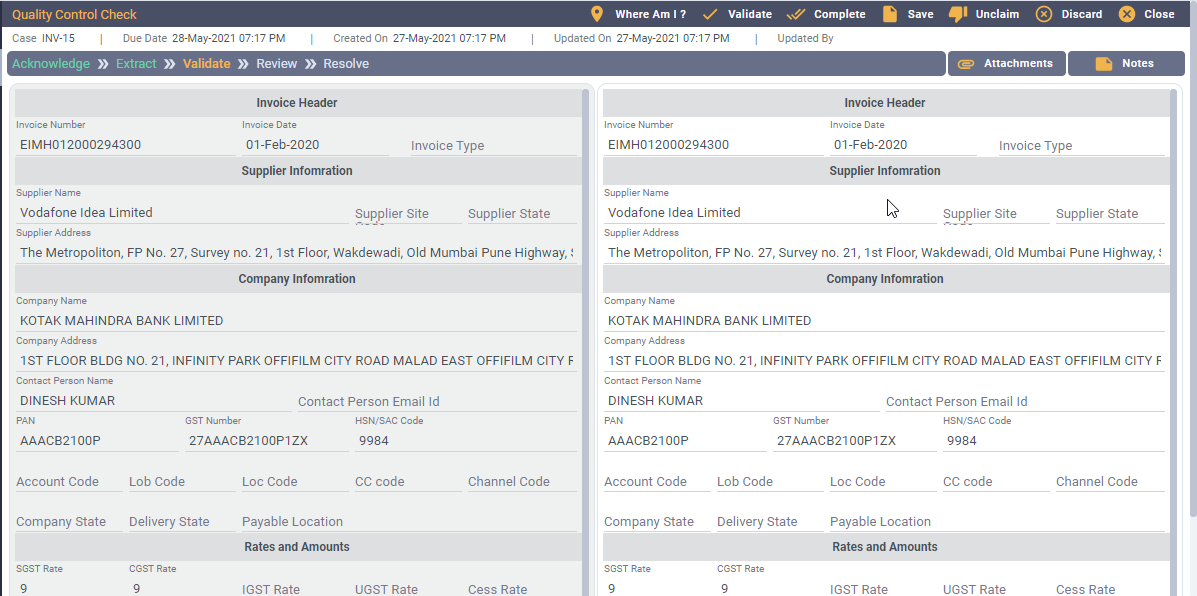 Quality Control Check Where Am I ? Validate Complete Save Unclaim Discard Close
Case INV-15 | Due Date 28-May-2021 07:17 PM | Created On 27-May-2021 07:17 PM | Updated On 27-May-2021 07:17 PM | Updated By
Acknowledge » Extract » Validate » Review » Resolve Attachments Notes
Invoice Header
Invoice Number Invoice Date
EIMH012000294300 01-Feb-2020 Invoice Type
Supplier Infomration
Supplier Name
Vodafone Idea Limited Supplier Site Code Supplier State
Supplier Address
The Metropoliton, FP No. 27, Survey no. 21, 1st Floor, Wakdewadi, Old Mumbai Pune Highway,
Company Infomration
Company Name
KOTAK MAHINDRA BANK LIMITED
Company Address
1ST FLOOR BLDG NO. 21, INFINITY PARK OFFIFILM CITY ROAD MALAD EAST OFFIFILM CITY
Contact Person Name
DINESH KUMAR Contact Person Email Id
PAN GST Number HSN/SAC Code
AAACB2100P 27AAACB2100P1ZX 9984
Account Code Lob Code Loc Code CC code Channel Code
Company State Delivery State Payable Location
Rates and Amounts
SGST Rate CGST Rate
9 9 IGST Rate UGST Rate Cess Rate
Invoice Header
Invoice Number Invoice Date
EIMH012000294300 01-Feb-2020 Invoice Type
Supplier Infomration
Supplier Name
Vodafone Idea Limited Supplier Site Code Supplier State
Supplier Address
The Metropoliton, FP No. 27, Survey no. 21, 1st Floor, Wakdewadi, Old Mumbai Pune Highway,
Company Infomration
Company Name
KOTAK MAHINDRA BANK LIMITED
Company Address
1ST FLOOR BLDG NO. 21, INFINITY PARK OFFIFILM CITY ROAD MALAD EAST OFFIFILM CITY
Contact Person Name
DINESH KUMAR Contact Person Email Id
PAN GST Number HSN/SAC Code
AAACB2100P 27AAACB2100P1ZX 9984
Account Code Lob Code Loc Code CC code Channel Code
Company State Delivery State Payable Location
Rates and Amounts
SGST Rate CGST Rate
9 9 IGST Rate UGST Rate Cess Rate